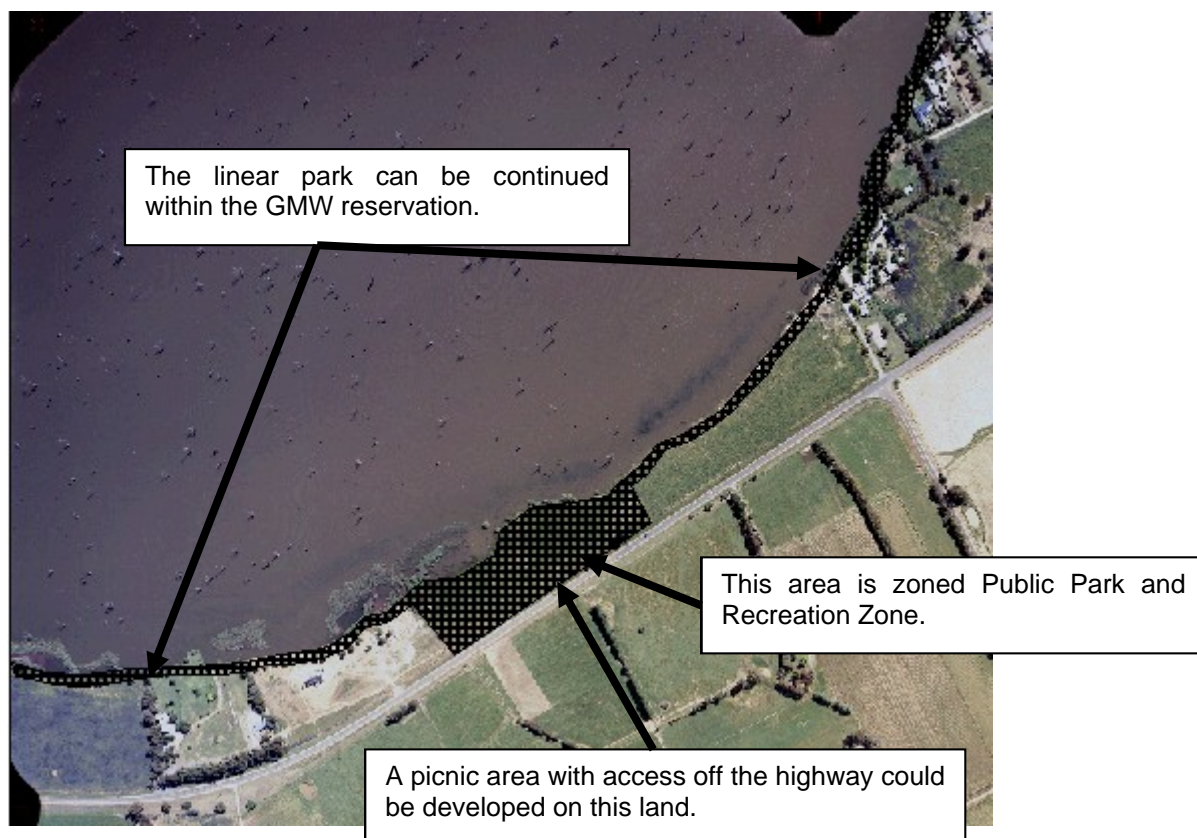 The linear park can be continued
within the GMW reservation.
This area is zoned Public Park and
Recreation Zone.
A picnic area with access off the highway could
be developed on this land.